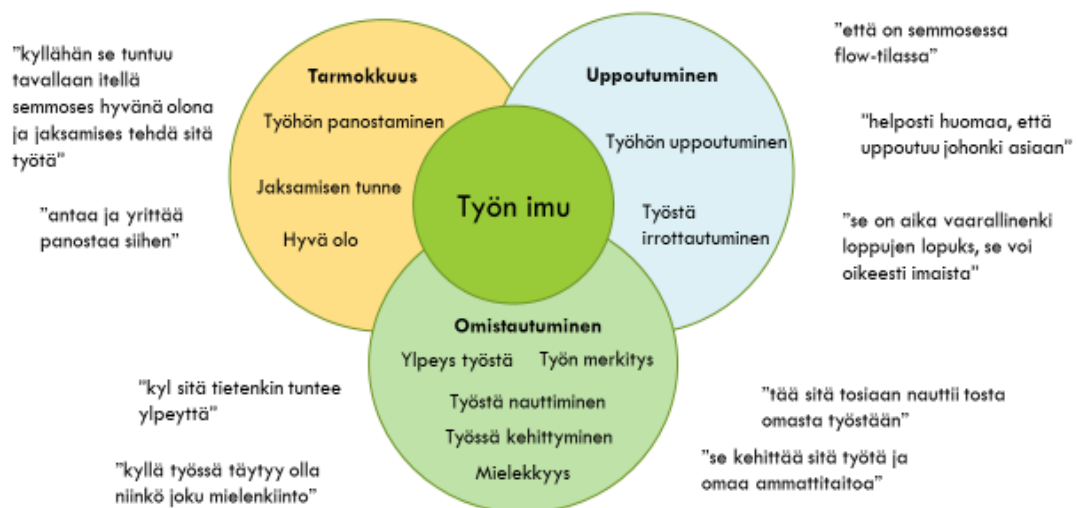 ”kyllähän se tuntuu
tavallaan itellä
semmoses hyvänä olona
ja jaksamises tehdä sitä
työtä”
”antaa ja yrittää
panostaa siihen”
Tarmokkuus
Työhön panostaminen
Jaksamisen tunne
Hyvä olo
Työn imu
Uppoutuminen
Työhön uppoutuminen
Työstä
irrottautuminen
”että on semmosessa
flow-tilassa”
”helposti huomaa, että
uppoutuu johonki asiaan”
”se on aika vaarallinenki
loppujen lopuks, se voi
oikeesti imaista”
Omistautuminen
Ylpeys työstä
Työn merkitys
Työstä nauttiminen
Työssä kehittyminen
Mielekkyys
”kyl sitä tietenkin tuntee
ylpeyttä”
”kyllä työssä täytyy olla
niinkö joku mielenkiinto”
”tää sitä tosiaan nauttii tosta
omasta työstään”
”se kehittää sitä työtä ja
omaa ammattitaitoa”